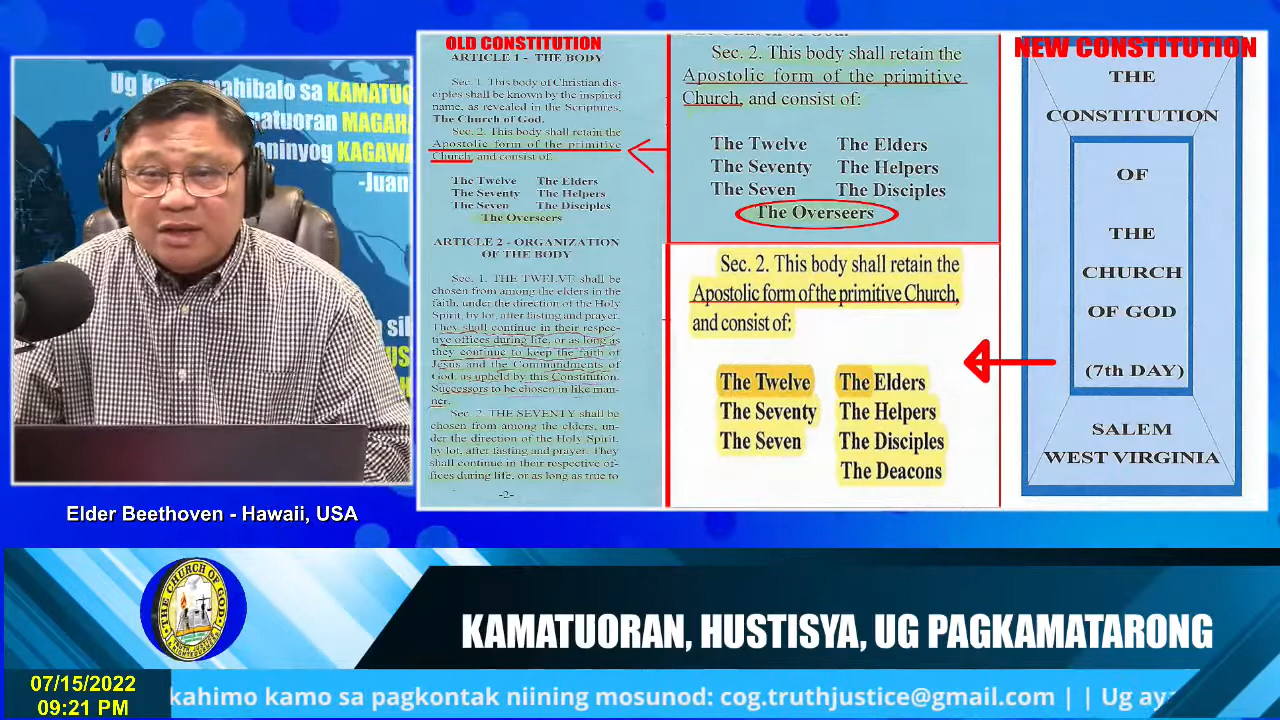 Ug ka mahibalo sa KAMATUO
matuoran MAGAHA
oninyog KAGAWA
-Juan
Elder Beethoven - Hawaii, USA
OLD CONSTITUTION
ARTICLE 1 - THE BODY
Sec. 1. This body of Christian dis-
ciples shall be known by the inspired
name, as revealed in the Scriptures,
The Church of God.
Sec. 2. This body shall retain the
Apostolic form of the primitive
Church, and consist of:
The Twelve The Elders
The Seventy The Helpers
The Seven The Disciples
The Overseers
ARTICLE 2 - ORGANIZATION
OF THE BODY
Sec. 1. THE TWELVE shall be
chosen from among the elders in the
faith, under the direction of the Holy
Spirit, by lot, after fasting and prayer.
They shall continue in their respec-
tive offices during life, or as long as
they continue to keep the faith of
Jesus and the Commandments of
God, as upheld by this Constitution.
Successors to be chosen in like man-
ner.
Sec. 2. THE SEVENTY shall be
chosen from among the elders, un-
der the direction of the Holy Spirit,
by lot, after fasting and prayer. They
shall continue in their respective of-
fices during life, or as long as true to
-2-
Sec. 2. This body shall retain the
Apostolic form of the primitive
Church, and consist of:
The Twelve The Elders
The Seventy The Helpers
The Seven The Disciples
The Overseers
Sec. 2. This body shall retain the
Apostolic form of the primitive Church,
and consist of:
The Twelve The Elders
The Seventy The Helpers
The Seven The Disciples
The Deacons
NEW CONSTITUTION
THE
CONSTITUTION
OF
THE
CHURCH
OF GOD
(7th DAY)
SALEM
WEST VIRGINIA
THE CHURCH OF GOD
KAMATUORAN, HUSTISYA, UG PAGKAMATARONG
07/15/2022
09:21 PM
kahimo kamo sa pagkontak niining mosunod: cog.truthjustice@gmail.com | | Ug ay